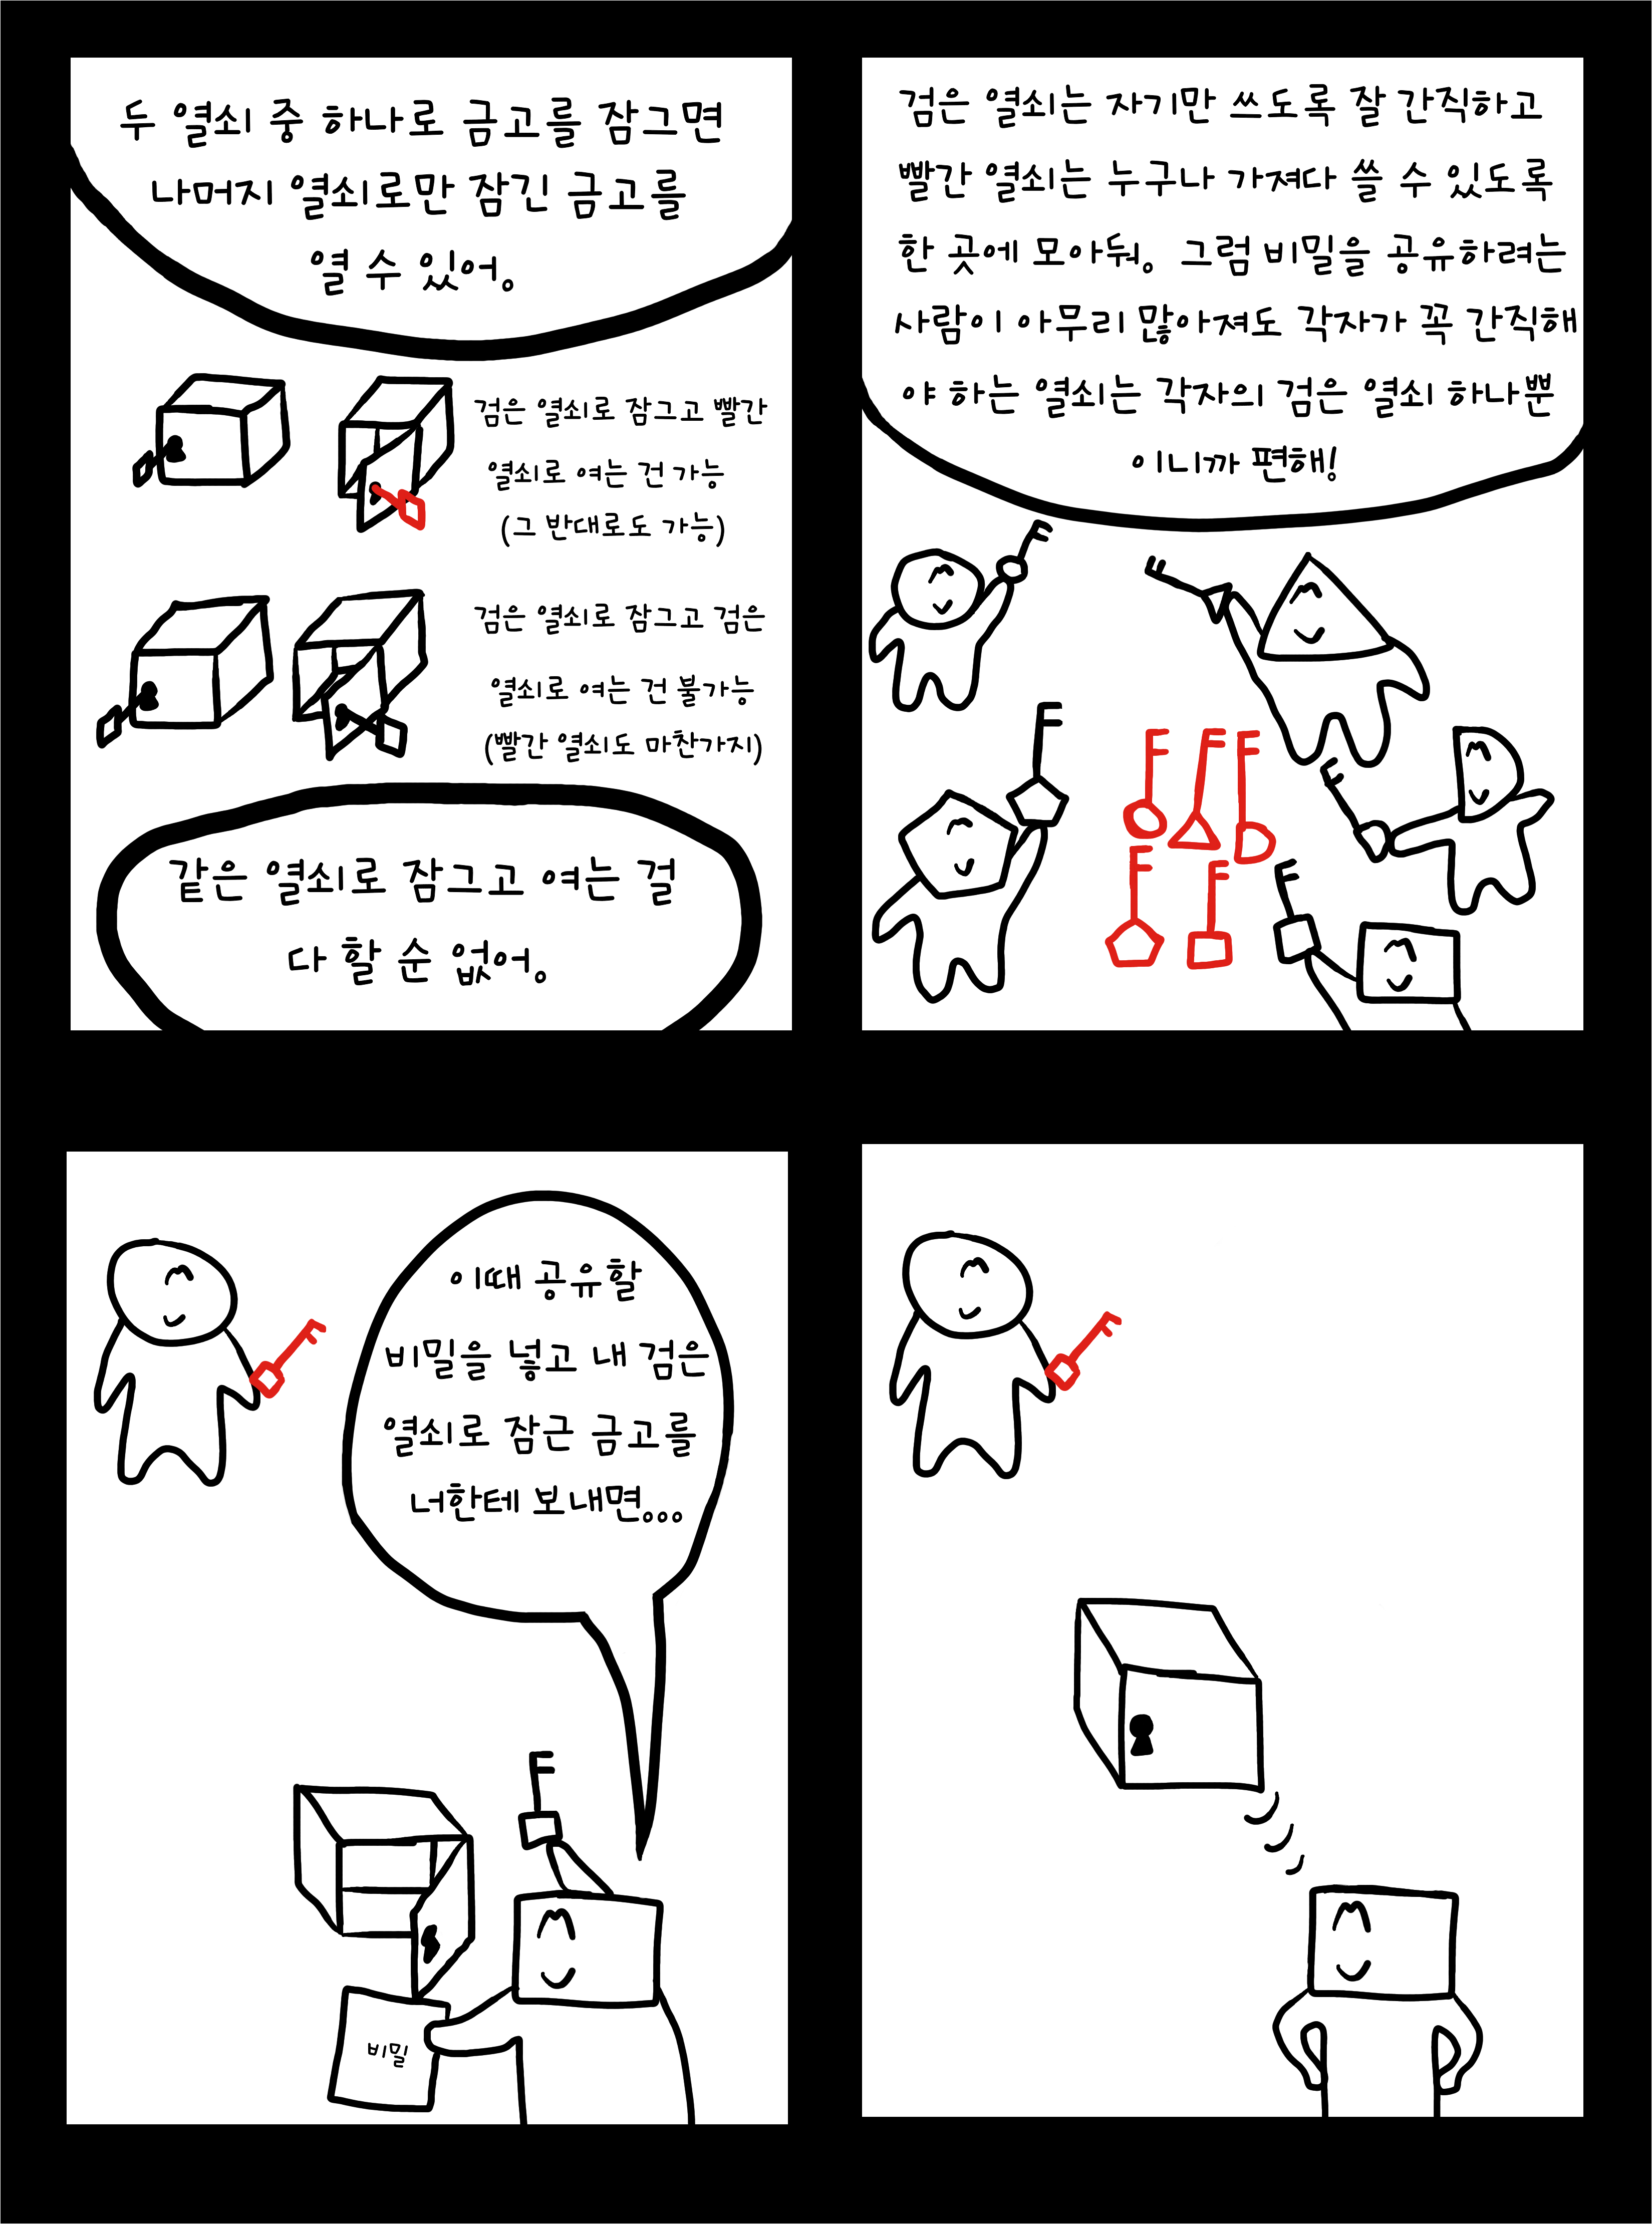 두 열쇠 중 하나로 금고를 잠그면
나머지 열쇠로만 잠긴 금고를
열 수 있어.
검은 열쇠로 잠그고 빨간
열쇠로 여는 건 가능
(그 반대로도 가능)
검은 열쇠로 잠그고 검은
열쇠로 여는 건 불가능
(빨간 열쇠도 마찬가지)
같은 열쇠로 잠그고 여는 걸
다 할 순 없어.
검은 열쇠는 자기만 쓰도록 잘 간직하고
빨간 열쇠는 누구나 가져다 쓸 수 있도록
한 곳에 모아둬. 그럼 비밀을 공유하려는
사람이 아무리 많아져도 각자가 꼭 간직해
야 하는 열쇠는 각자의 검은 열쇠 하나뿐
이니까 편해!
이때 공유할
비밀을 넣고 내 검은
열쇠로 잠근 금고를
너한테 보내면...
비밀